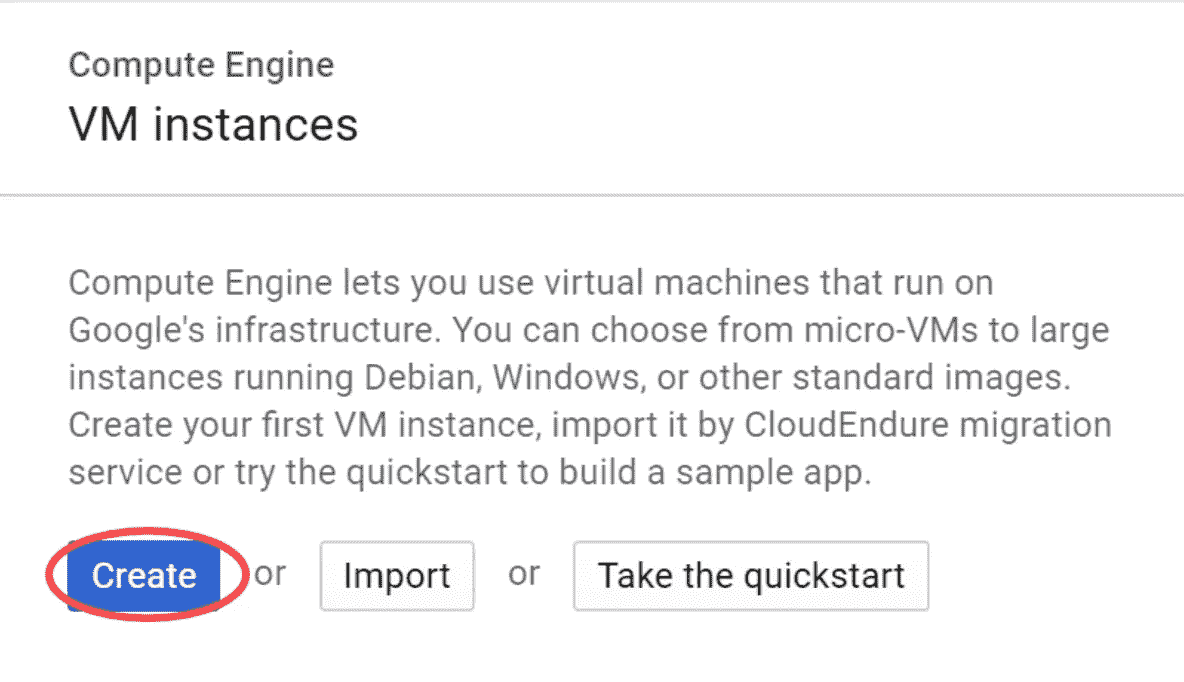 Compute Engine
VM instances
Compute Engine lets you use virtual machines that run on
Google's infrastructure. You can choose from micro-VMs to large
instances running Debian, Windows, or other standard images.
Create your first VM instance, import it by CloudEndure migration
service or try the quickstart to build a sample app.
Create or Import or Take the quickstart